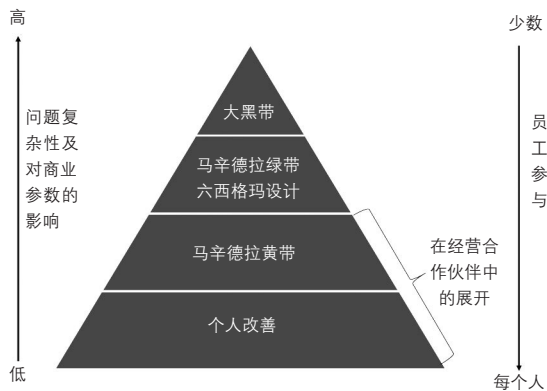 高
少数
大黑带
问题复
杂性及
对商业
参数的
影响
员
工
参
与
马辛德拉绿带
六西格玛设计
马辛德拉黄带
在经营合
作伙伴中
的展开
个人改善
低
每个人